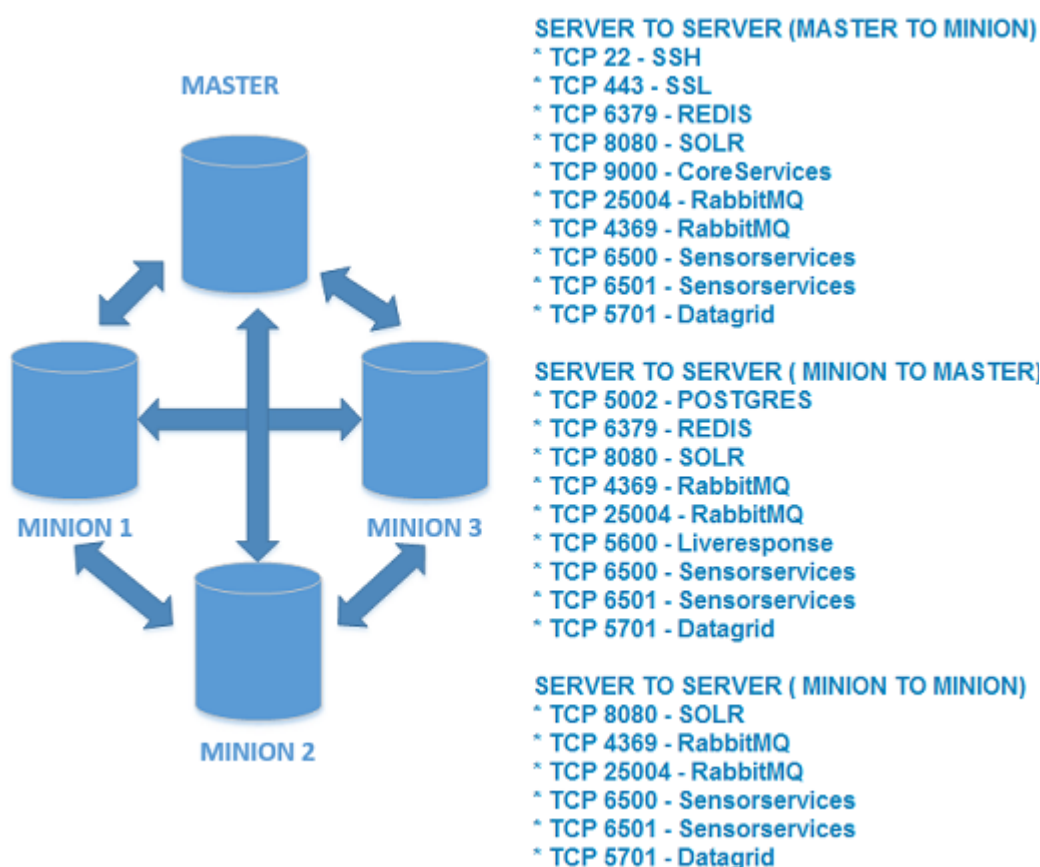 MASTER
MINION 1
MINION 3
MINION 2
SERVER TO SERVER (MASTER TO MINION)
* TCP 22 - SSH
* TCP 443 - SSL
* TCP 6379 - REDIS
* TCP 8080 - SOLR
* TCP 9000 - CoreServices
* TCP 25004 - RabbitMQ
* TCP 4369 - RabbitMQ
* TCP 6500 - Sensorservices
* TCP 6501 - Sensorservices
* TCP 5701 - Datagrid
SERVER TO SERVER ( MINION TO MASTER)
* TCP 5002 - POSTGRES
* TCP 6379 - REDIS
* TCP 8080 - SOLR
* TCP 4369 - RabbitMQ
* TCP 25004 - RabbitMQ
* TCP 5600 - Liveresponse
* TCP 6500 - Sensorservices
* TCP 6501 - Sensorservices
* TCP 5701 - Datagrid
SERVER TO SERVER ( MINION TO MINION)
* TCP 8080 - SOLR
* TCP 4369 - RabbitMQ
* TCP 25004 - RabbitMQ
* TCP 6500 - Sensorservices
* TCP 6501 - Sensorservices
* TCP 5701 - Datagrid